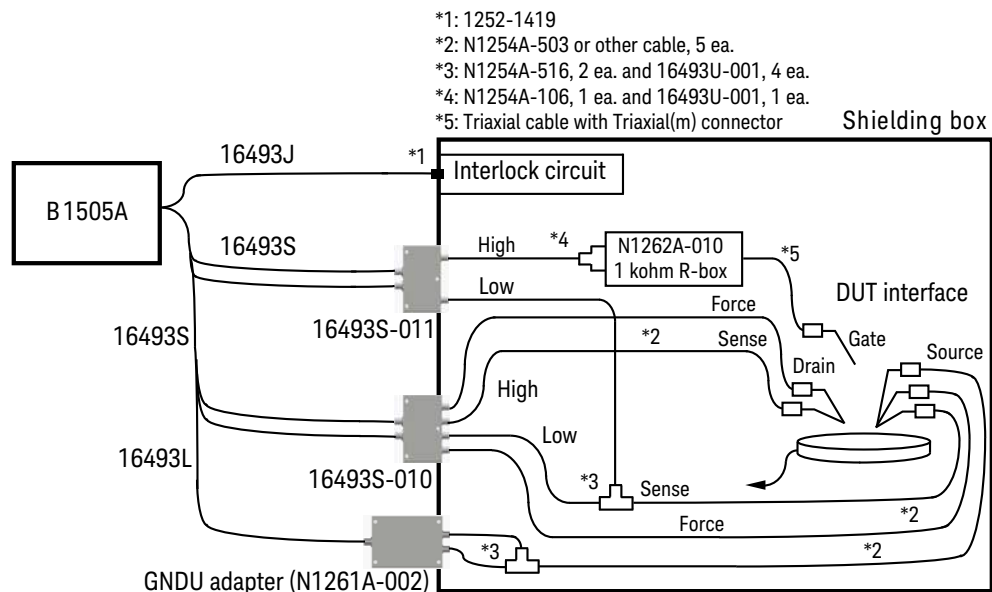 *1: 1252-1419
*2: N1254A-503 or other cable, 5 ea.
*3: N1254A-516, 2 ea. and 16493U-001, 4 ea.
*4: N1254A-106, 1 ea. and 16493U-001, 1 ea.
*5: Triaxial cable with Triaxial(m) connector
Shielding box
16493J
*1
Interlock circuit
B1505A
16493S
High
*4
N1262A-010
1 kohm R-box
*5
Low
DUT interface
16493S-011
Force
16493S
*2
Sense
Gate
Source
Drain
High
Low
16493L
16493S-010
*3
Sense
*2
Force
*3
*2
GNDU adapter (N1261A-002)